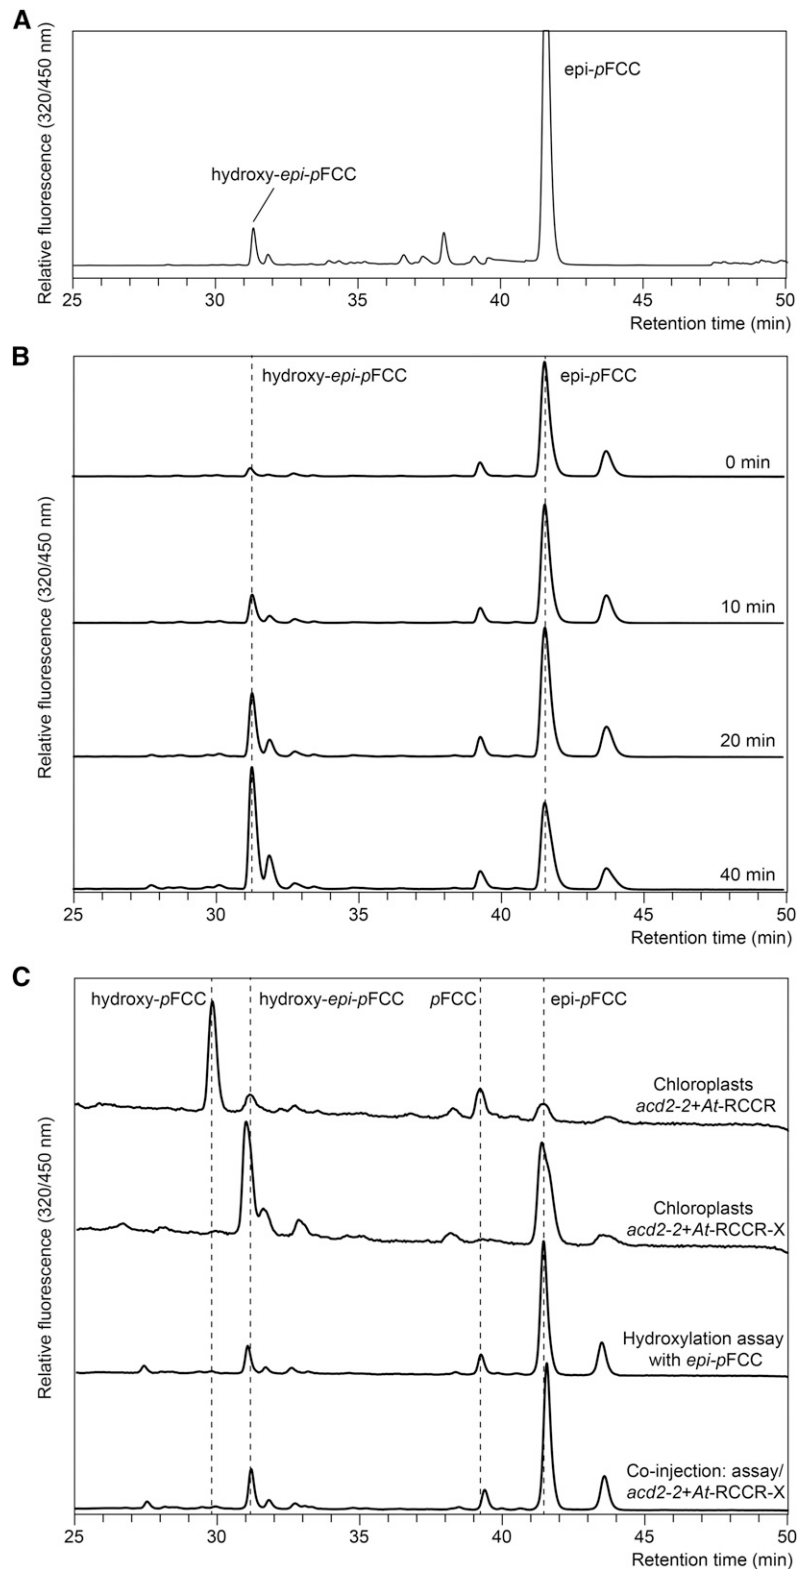 A
Relative fluorescence (320/450 nm)
epi-pFCC
hydroxy-epi-pFCC
25 30 35 40 45 50
Retention time (min)
B
Relative fluorescence (320/450 nm)
hydroxy-epi-pFCC
epi-pFCC
0 min
10 min
20 min
40 min
25 30 35 40 45 50
Retention time (min)
C
Relative fluorescence (320/450 nm)
hydroxy-pFCC
hydroxy-epi-pFCC
pFCC
epi-pFCC
Chloroplasts
acd2-2+At-RCCR
Chloroplasts
acd2-2+At-RCCR-X
Hydroxylation assay
with epi-pFCC
Co-injection: assay/
acd2-2+At-RCCR-X
25 30 35 40 45 50
Retention time (min)